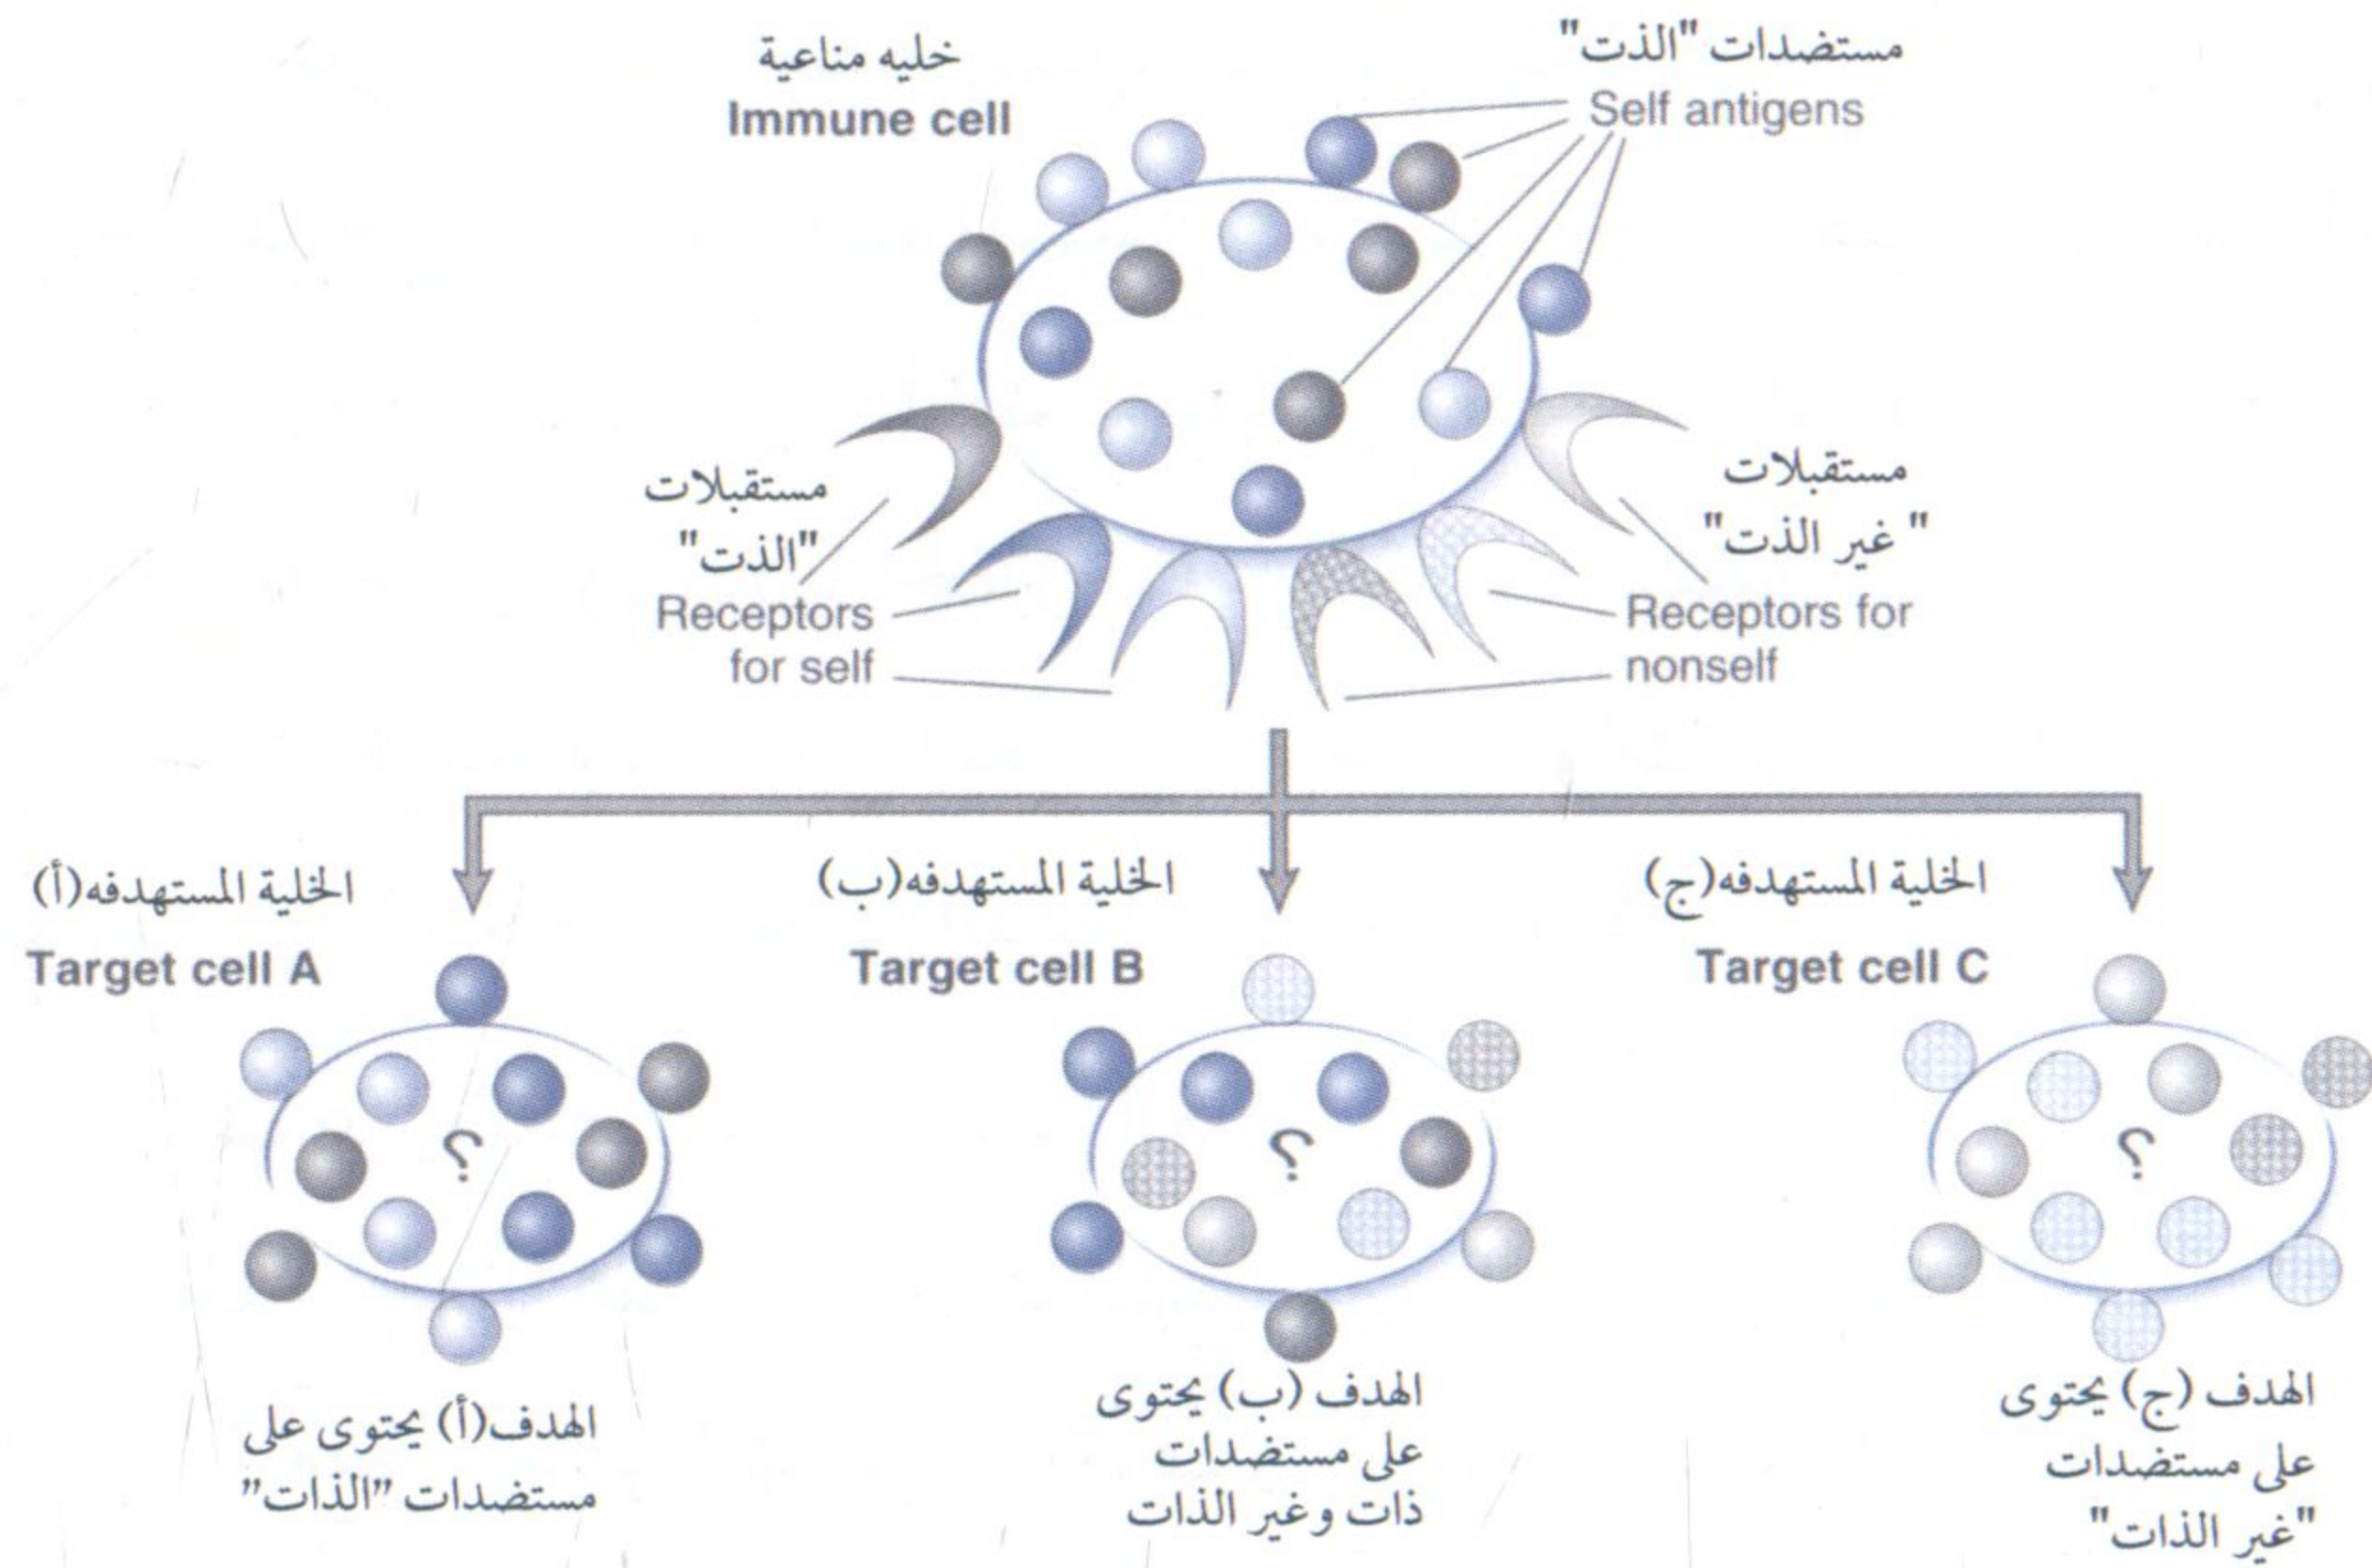 خليه مناعية
Immune cell
مستضدات "الذت"
Self antigens
مستقبلات
"الذت"
Receptors
for self
مستقبلات
"غير الذت "
Receptors for
nonself
الخلية المستهدفه(أ)
Target cell A
الخلية المستهدفه(ب)
Target cell B
الخلية المستهدفه(ج)
Target cell C
؟
؟
؟
الهدف(أ) يحتوى على
مستضدات "الذات"
الهدف (ب) يحتوى
على مستضدات
ذات وغير الذات
الهدف (ج) يحتوى
على مستضدات
"غير الذات"